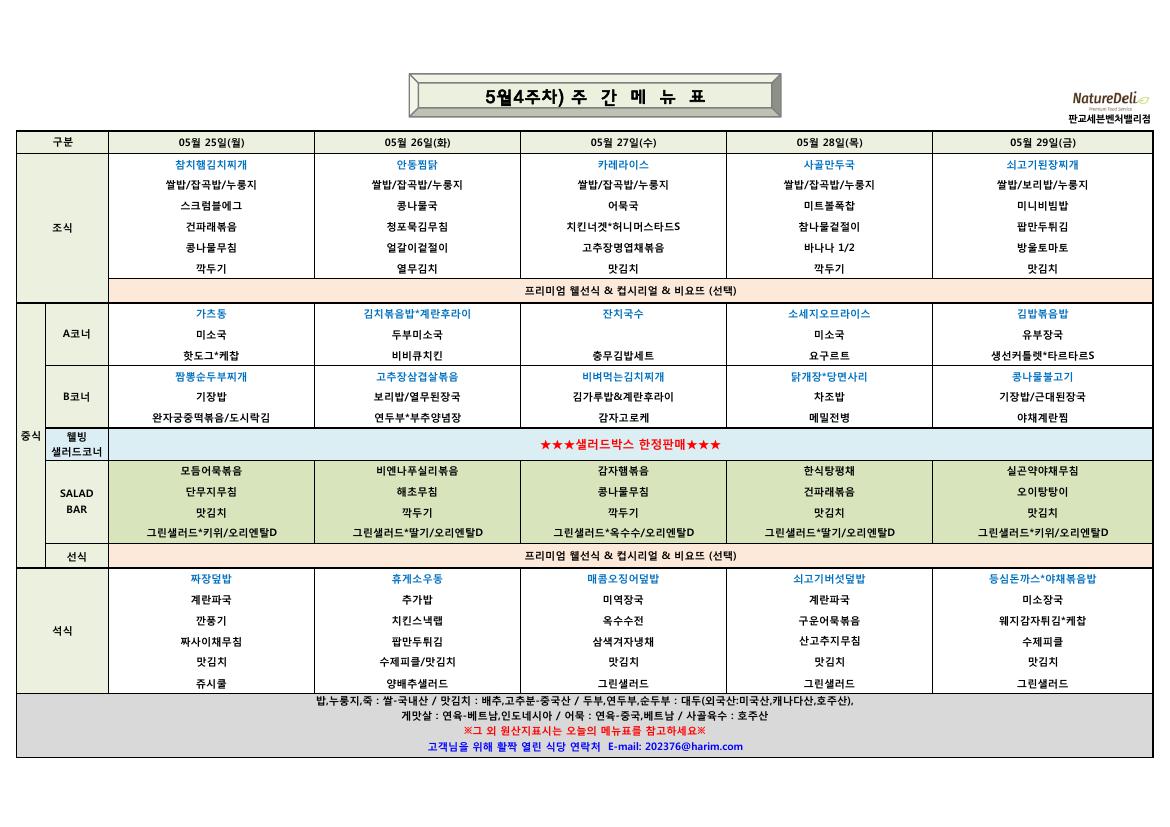 5월4주차) 주 간 메 뉴 표
NatureDeli
Premium Food Service
판교세븐벤처밸리점
구분 05월 25일(월) 05월 26일(화) 05월 27일(수) 05월 28일(목) 05월 29일(금)
조식
참치햄김치찌개 안동찜닭 카레라이스 사골만두국 쇠고기된장찌개
쌀밥/잡곡밥/누룽지 쌀밥/잡곡밥/누룽지 쌀밥/잡곡밥/누룽지 쌀밥/잡곡밥/누룽지 쌀밥/보리밥/누룽지
스크럼블에그 콩나물국 어묵국 미트볼폭찹 미니비빔밥
건파래볶음 청포묵김무침 치킨너겟*허니머스타드S 참나물겉절이 팝만두튀김
콩나물무침 얼갈이겉절이 고추장명엽채볶음 바나나 1/2 방울토마토
깍두기 열무김치 맛김치 깍두기 맛김치
프리미엄 웰선식 & 컵시리얼 & 비요뜨 (선택)
중식
A코너
가츠동 김치볶음밥*계란후라이 잔치국수 소세지오므라이스 김밥볶음밥
미소국 두부미소국 미소국 유부장국
핫도그*케찹 비비큐치킨 충무김밥세트 요구르트 생선커틀렛*타르타르S
B코너
짬뽕순두부찌개 고추장삼겹살볶음 비벼먹는김치찌개 닭개장*당면사리 콩나물불고기
기장밥 보리밥/열무된장국 김가루밥&계란후라이 차조밥 기장밥/근대된장국
완자궁중떡볶음/도시락김 연두부*부추양념장 감자고로케 메밀전병 야채계란찜
웰빙
샐러드코너
★★★샐러드박스 한정판매★★★
SALAD
BAR
모듬어묵볶음 비엔나푸실리볶음 감자햄볶음 한식탕평채 실곤약야채무침
단무지무침 해초무침 콩나물무침 건파래볶음 오이탕탕이
맛김치 깍두기 깍두기 맛김치 맛김치
그린샐러드*키위/오리엔탈D 그린샐러드*딸기/오리엔탈D 그린샐러드*옥수수/오리엔탈D 그린샐러드*딸기/오리엔탈D 그린샐러드*키위/오리엔탈D
선식 프리미엄 웰선식 & 컵시리얼 & 비요뜨 (선택)
석식
짜장덮밥 휴게소우동 매콤오징어덮밥 쇠고기버섯덮밥 등심돈까스*야채볶음밥
계란파국 추가밥 미역장국 계란파국 미소장국
깐풍기 치킨스낵랩 옥수수전 구운어묵볶음 웨지감자튀김*케찹
짜사이채무침 팝만두튀김 삼색겨자냉채 산고추지무침 수제피클
맛김치 수제피클/맛김치 맛김치 맛김치 맛김치
쥬시쿨 양배추샐러드 그린샐러드 그린샐러드 그린샐러드
밥,누룽지,죽 : 쌀-국내산 / 맛김치 : 배추,고추분-중국산 / 두부,연두부,순두부 : 대두(외국산:미국산,캐나다산,호주산),
게맛살 : 연육-베트남,인도네시아 / 어묵 : 연육-중국,베트남 / 사골육수 : 호주산
※그 외 원산지표시는 오늘의 메뉴표를 참고하세요※
고객님을 위해 활짝 열린 식당 연락처 E-mail: 202376@harim.com